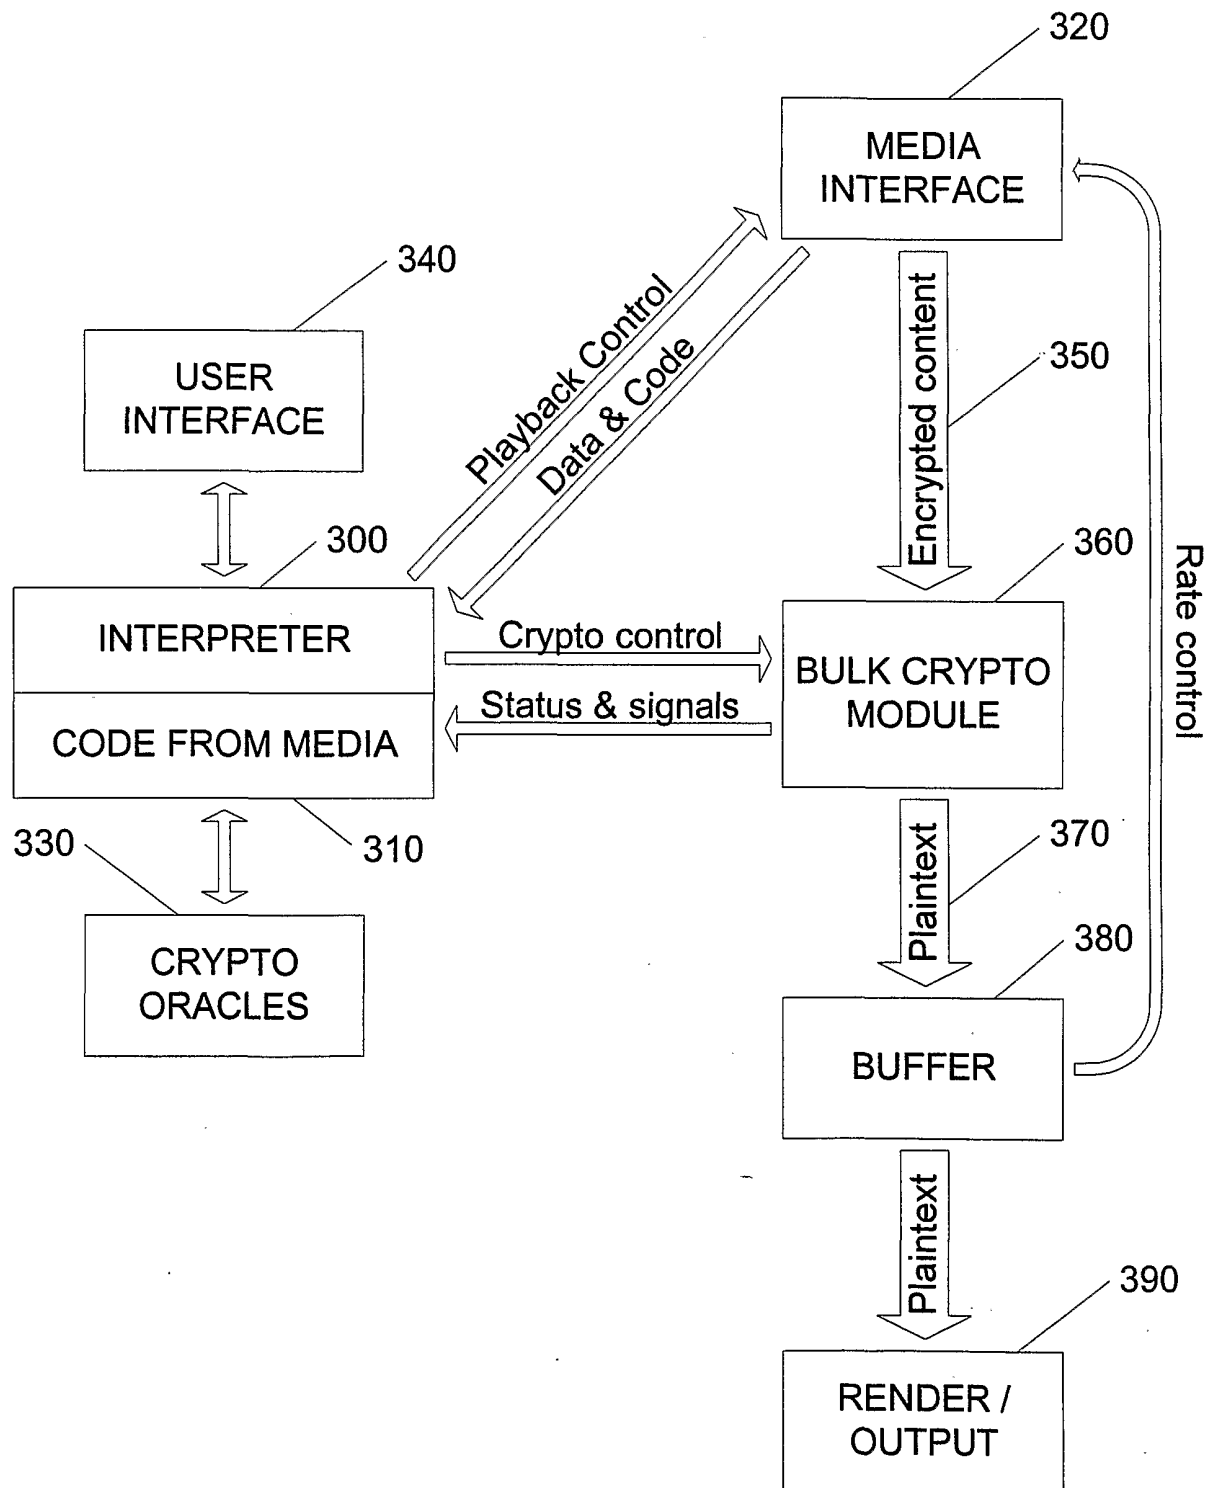 320
MEDIA
INTERFACE
340
USER
INTERFACE
Playback Control
Data & Code
Encrypted content
350
300
INTERPRETER
CODE FROM MEDIA
310
Crypto control
Status & signals
360
BULK CRYPTO
MODULE
Rate control
330
CRYPTO
ORACLES
Plaintext
370
380
BUFFER
Plaintext
390
RENDER /
OUTPUT